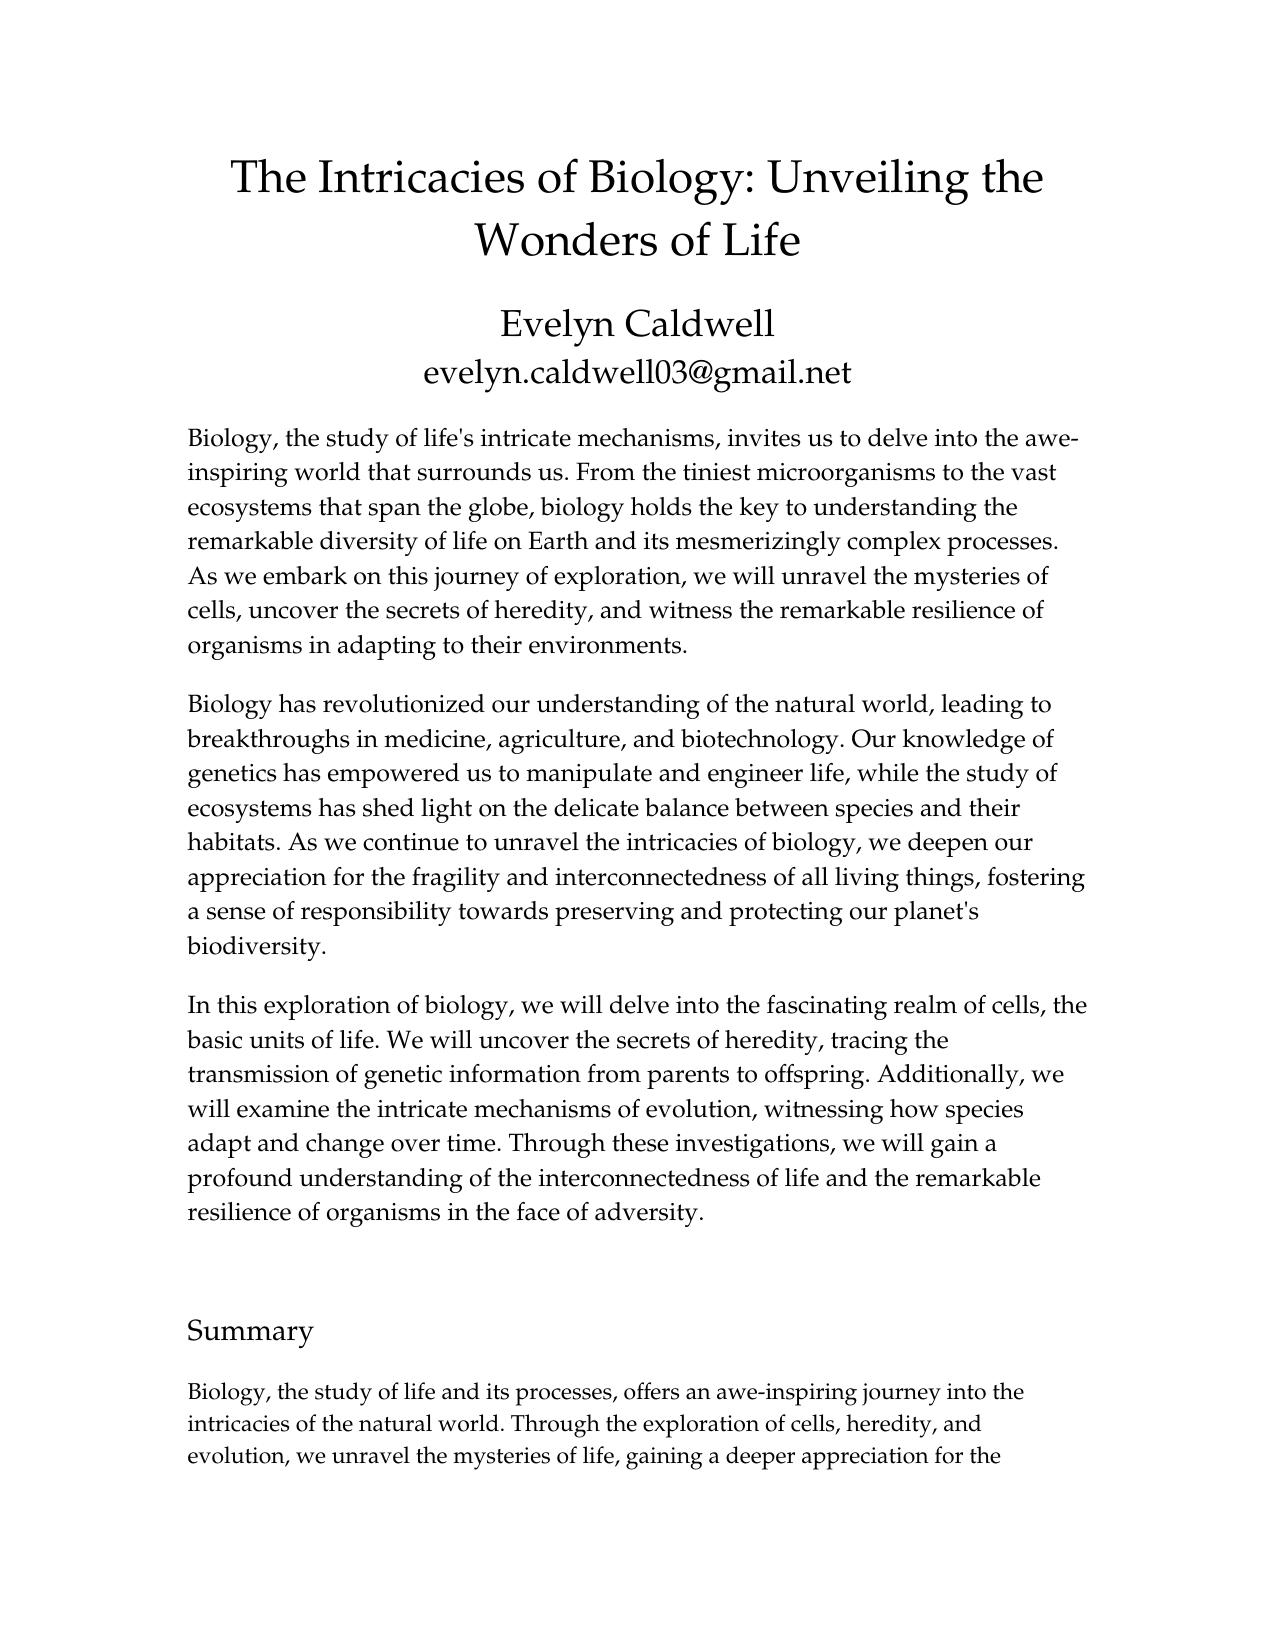 The Intricacies of Biology: Unveiling the
Wonders of Life
Evelyn Caldwell
evelyn.caldwell03@gmail.net
Biology, the study of life's intricate mechanisms, invites us to delve into the awe-
inspiring world that surrounds us. From the tiniest microorganisms to the vast
ecosystems that span the globe, biology holds the key to understanding the
remarkable diversity of life on Earth and its mesmerizingly complex processes.
As we embark on this journey of exploration, we will unravel the mysteries of
cells, uncover the secrets of heredity, and witness the remarkable resilience of
organisms in adapting to their environments.
Biology has revolutionized our understanding of the natural world, leading to
breakthroughs in medicine, agriculture, and biotechnology. Our knowledge of
genetics has empowered us to manipulate and engineer life, while the study of
ecosystems has shed light on the delicate balance between species and their
habitats. As we continue to unravel the intricacies of biology, we deepen our
appreciation for the fragility and interconnectedness of all living things, fostering
a sense of responsibility towards preserving and protecting our planet's
biodiversity.
In this exploration of biology, we will delve into the fascinating realm of cells, the
basic units of life. We will uncover the secrets of heredity, tracing the
transmission of genetic information from parents to offspring. Additionally, we
will examine the intricate mechanisms of evolution, witnessing how species
adapt and change over time. Through these investigations, we will gain a
profound understanding of the interconnectedness of life and the remarkable
resilience of organisms in the face of adversity.
Summary
Biology, the study of life and its processes, offers an awe-inspiring journey into the
intricacies of the natural world. Through the exploration of cells, heredity, and
evolution, we unravel the mysteries of life, gaining a deeper appreciation for the